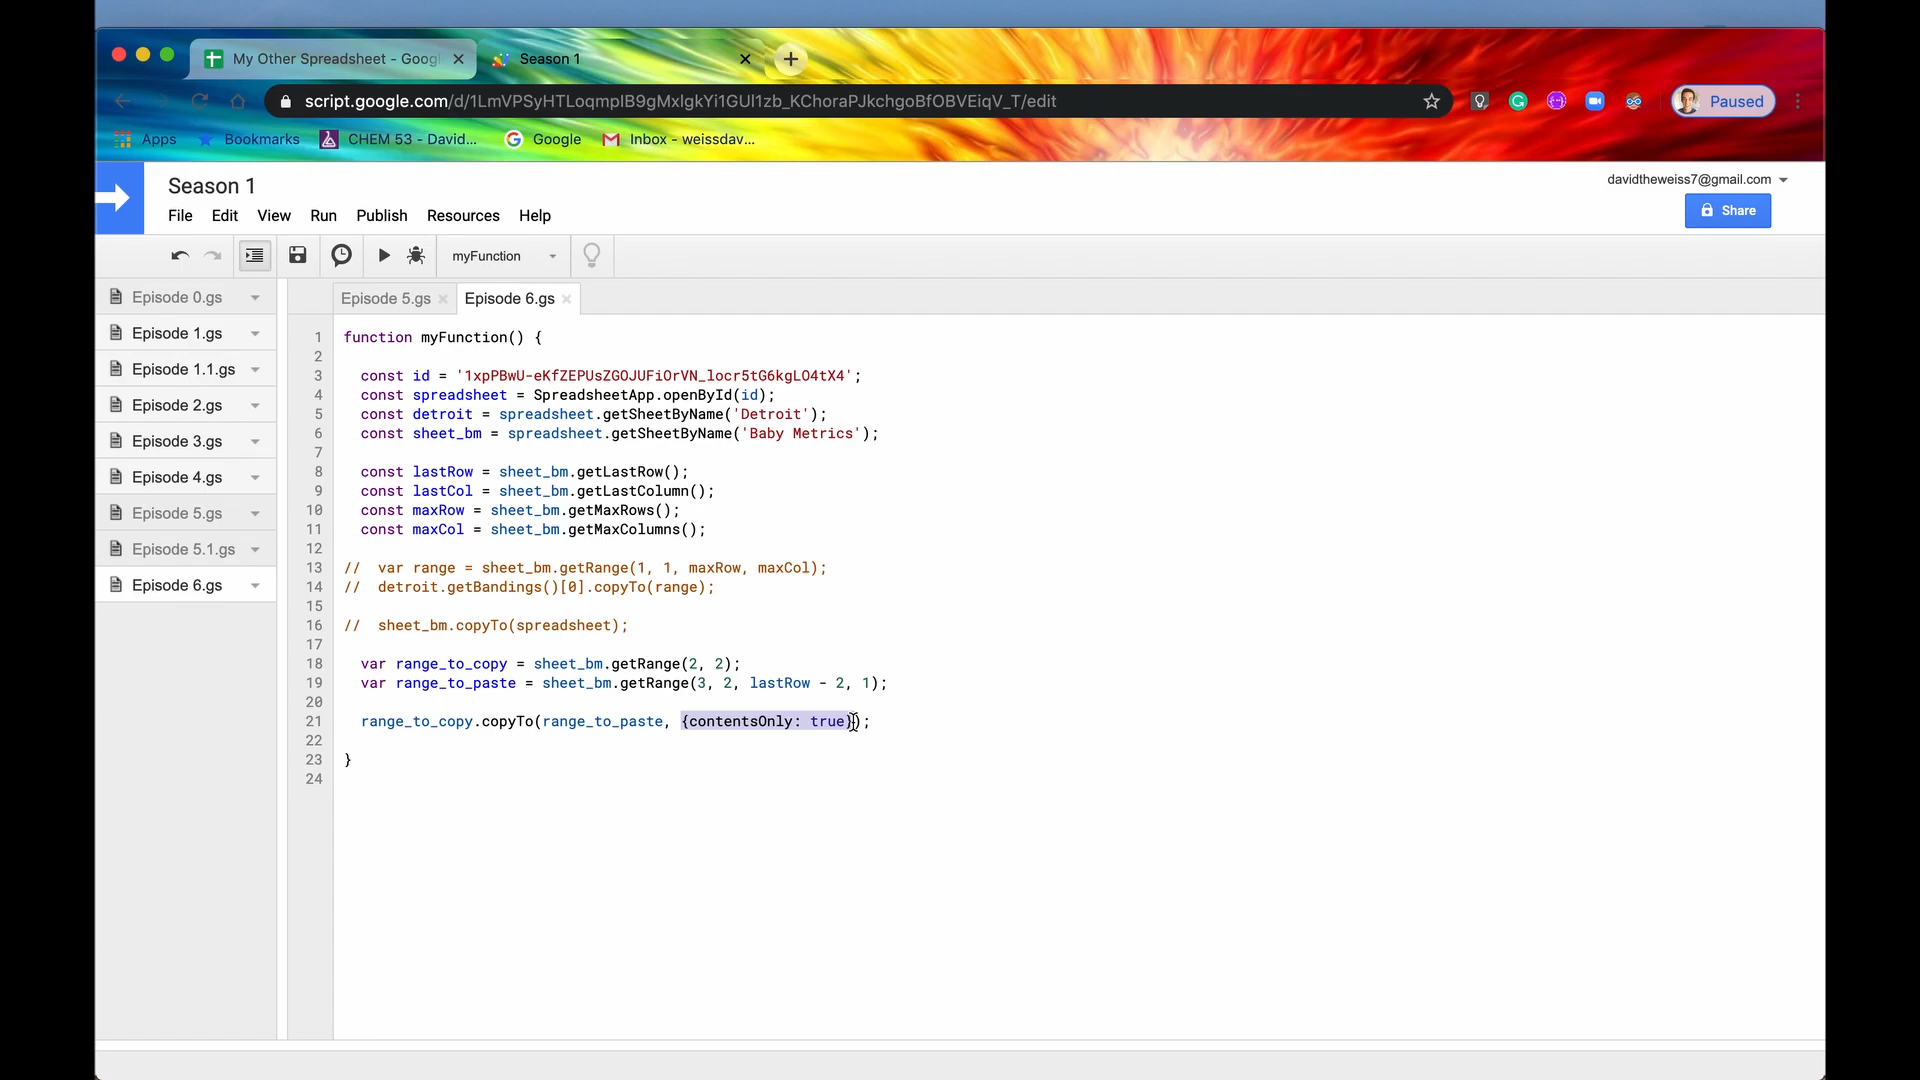 My Other Spreadsheet - Goog
Season 1
script.google.com/d/1LmVPSyHTLoqmpIB9gMxIgkYi1GUl1zb_KChoraPJkchgoBfOBVEiqV_T/edit
Paused
Apps
Bookmarks
CHEM 53 - David...
Google
Inbox - weissdav...
Season 1
davidtheweiss7@gmail.com
File Edit View Run Publish Resources Help
Share
myFunction
Episode 0.gs
Episode 1.gs
Episode 1.1.gs
Episode 2.gs
Episode 3.gs
Episode 4.gs
Episode 5.gs
Episode 5.1.gs
Episode 6.gs
Episode 5.gs
Episode 6.gs
1 function myFunction() {
2
3 const id = '1xpPBwU-eKfZEPUsZGOJUFiOrVN_locr5tG6kgLO4tX4';
4 const spreadsheet = SpreadsheetApp.openById(id);
5 const detroit = spreadsheet.getSheetByName('Detroit');
6 const sheet_bm = spreadsheet.getSheetByName('Baby Metrics');
7
8 const lastRow = sheet_bm.getLastRow();
9 const lastCol = sheet_bm.getLastColumn();
10 const maxRow = sheet_bm.getMaxRows();
11 const maxCol = sheet_bm.getMaxColumns();
12
13 // var range = sheet_bm.getRange(1, 1, maxRow, maxCol);
14 // detroit.getBandings()[0].copyTo(range);
15
16 // sheet_bm.copyTo(spreadsheet);
17
18 var range_to_copy = sheet_bm.getRange(2, 2);
19 var range_to_paste = sheet_bm.getRange(3, 2, lastRow - 2, 1);
20
21 range_to_copy.copyTo(range_to_paste, {contentsOnly: true});
22
23 }
24